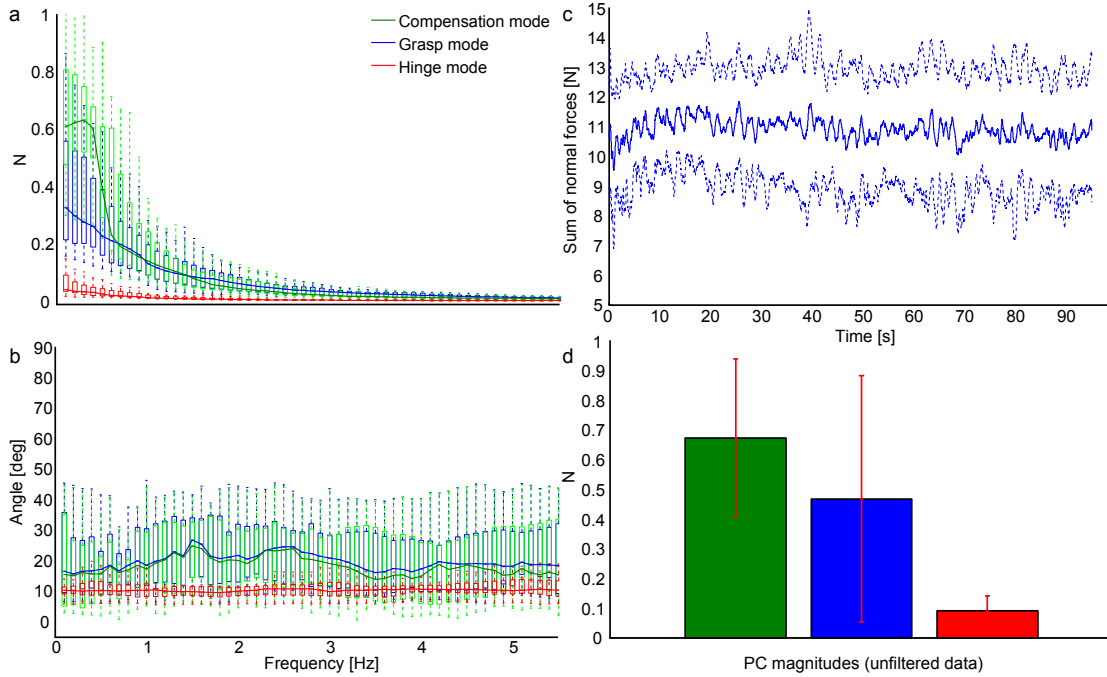 a
Compensation mode
Grasp mode
Hinge mode
1
0.8
0.6
0.4
0.2
0
N
c
15
14
13
12
11
10
9
8
7
6
5
Sum of normal forces [N]
0 10 20 30 40 50 60 70 80 90
Time [s]
b
90
80
70
60
50
40
30
20
10
0
Angle [deg]
0 1 2 3 4 5
Frequency [Hz]
d
1
0.9
0.8
0.7
0.6
0.5
0.4
0.3
0.2
0.1
0
N
PC magnitudes (unfiltered data)